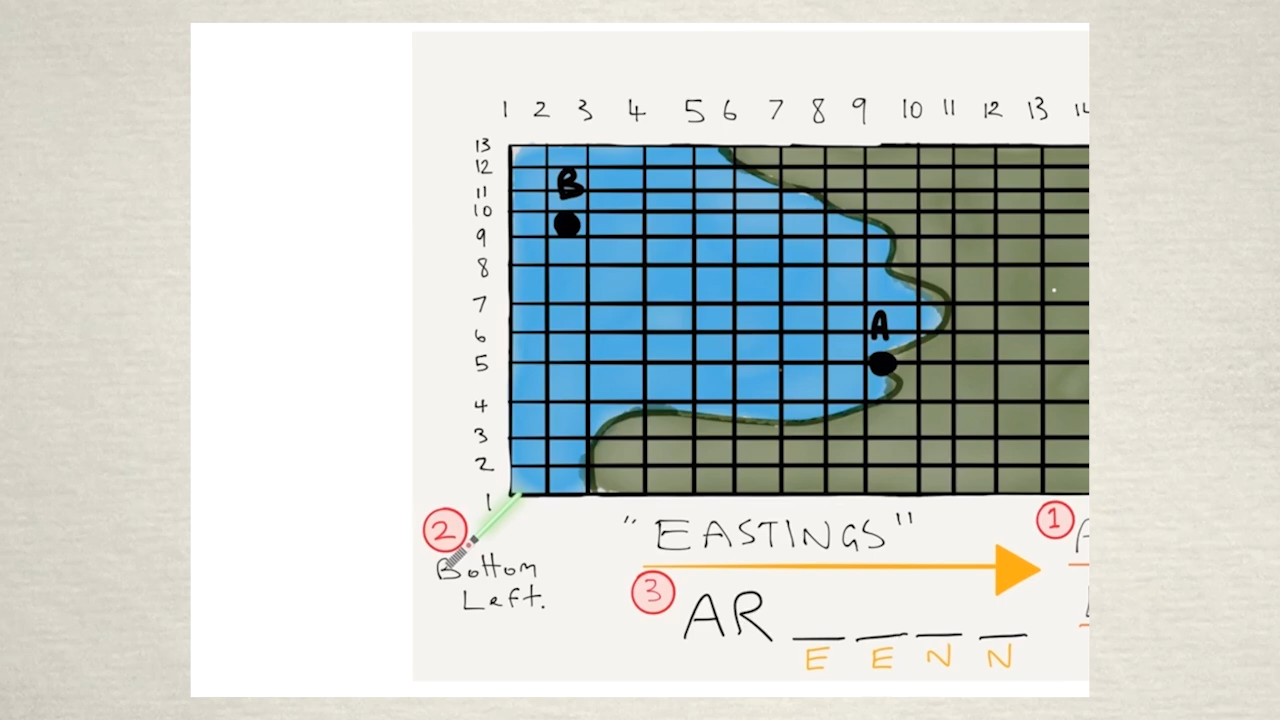 1 2 3 4 5 6 7 8 9 10 11 12 13
13
12
11
10
9
8
7
6
5
4
3
2
1
B
A
2
Bottom
Left.
"EASTINGS"
1
3
AR _ _ _ _
E E N N